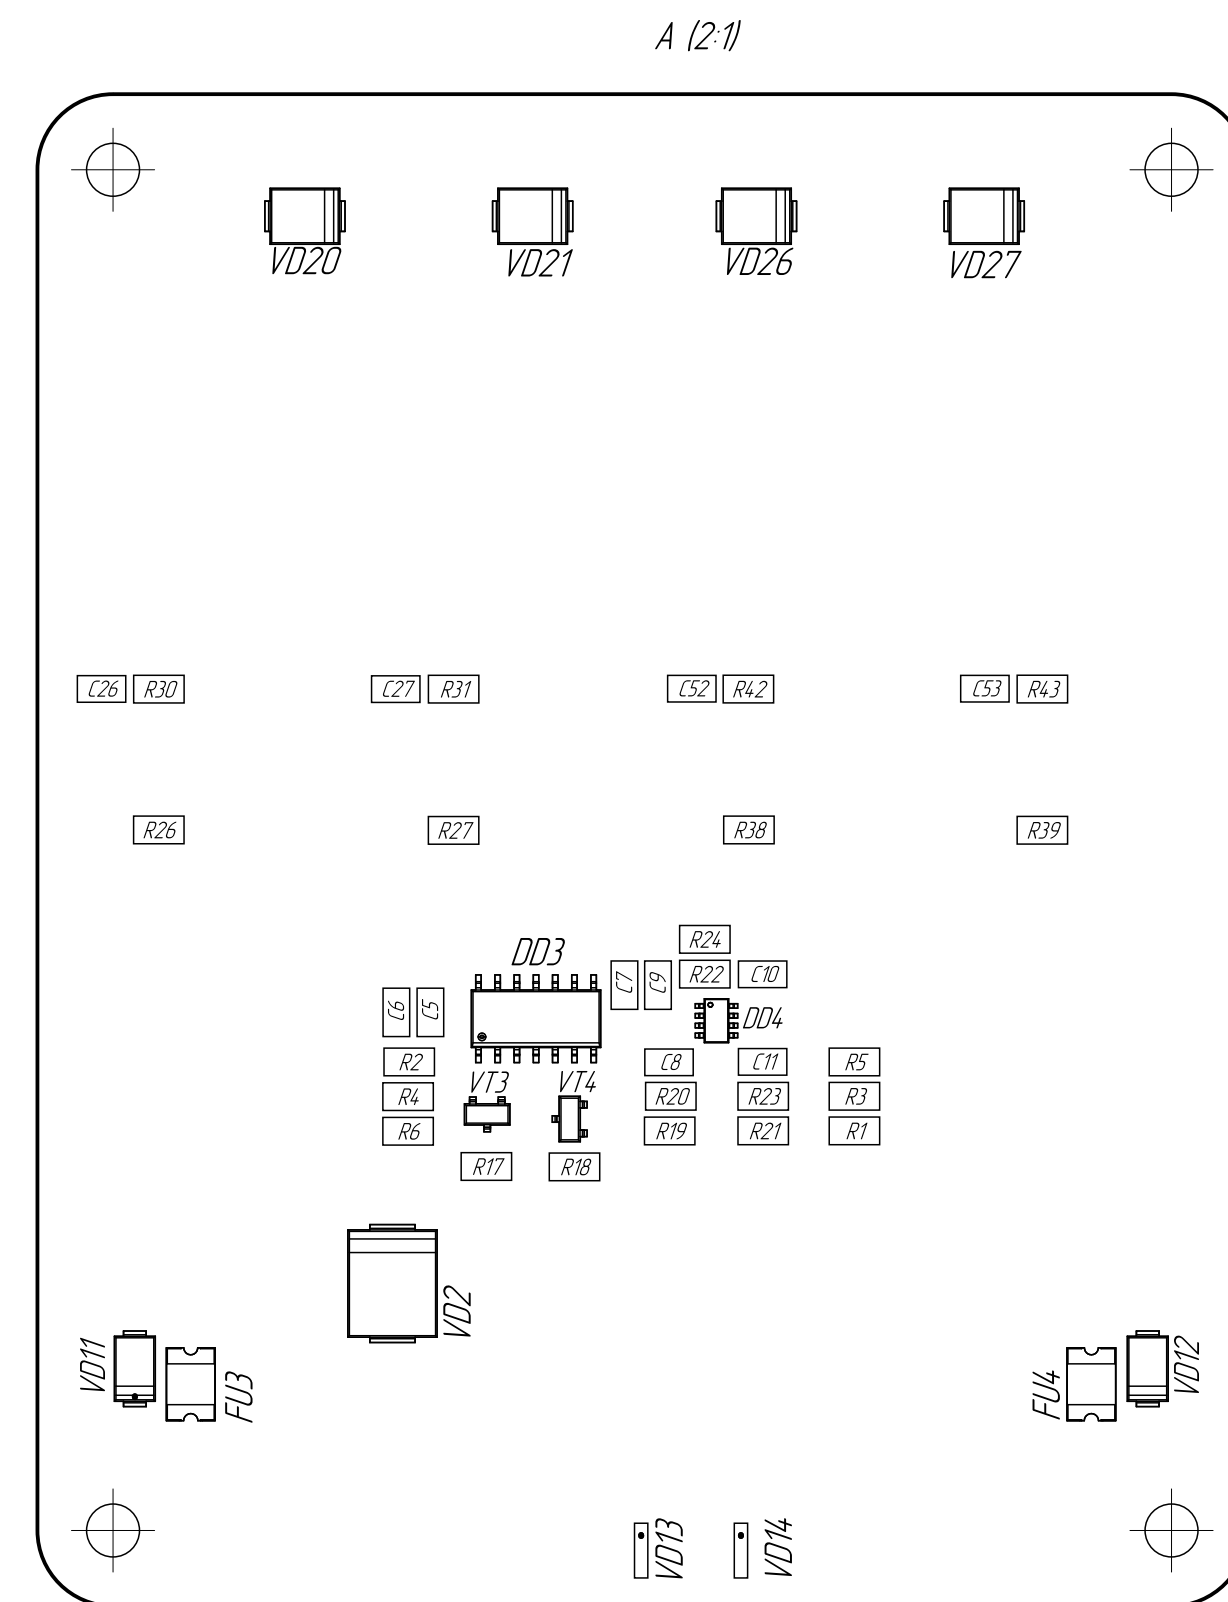 A (2:1)
VD20 VD21 VD26 VD27
C26 R30 C27 R31 C52 R42 C53 R43
R26 R27 R38 R39
R24
DD3
R22 C10
C7 C9
C6 C5
DD4
R2 C8 C11 R5
VT3 VT4
R4 R20 R23 R3
R6 R19 R21 R1
R17 R18
VD2
VD11 FU3 FU4 VD12
VD13 VD14